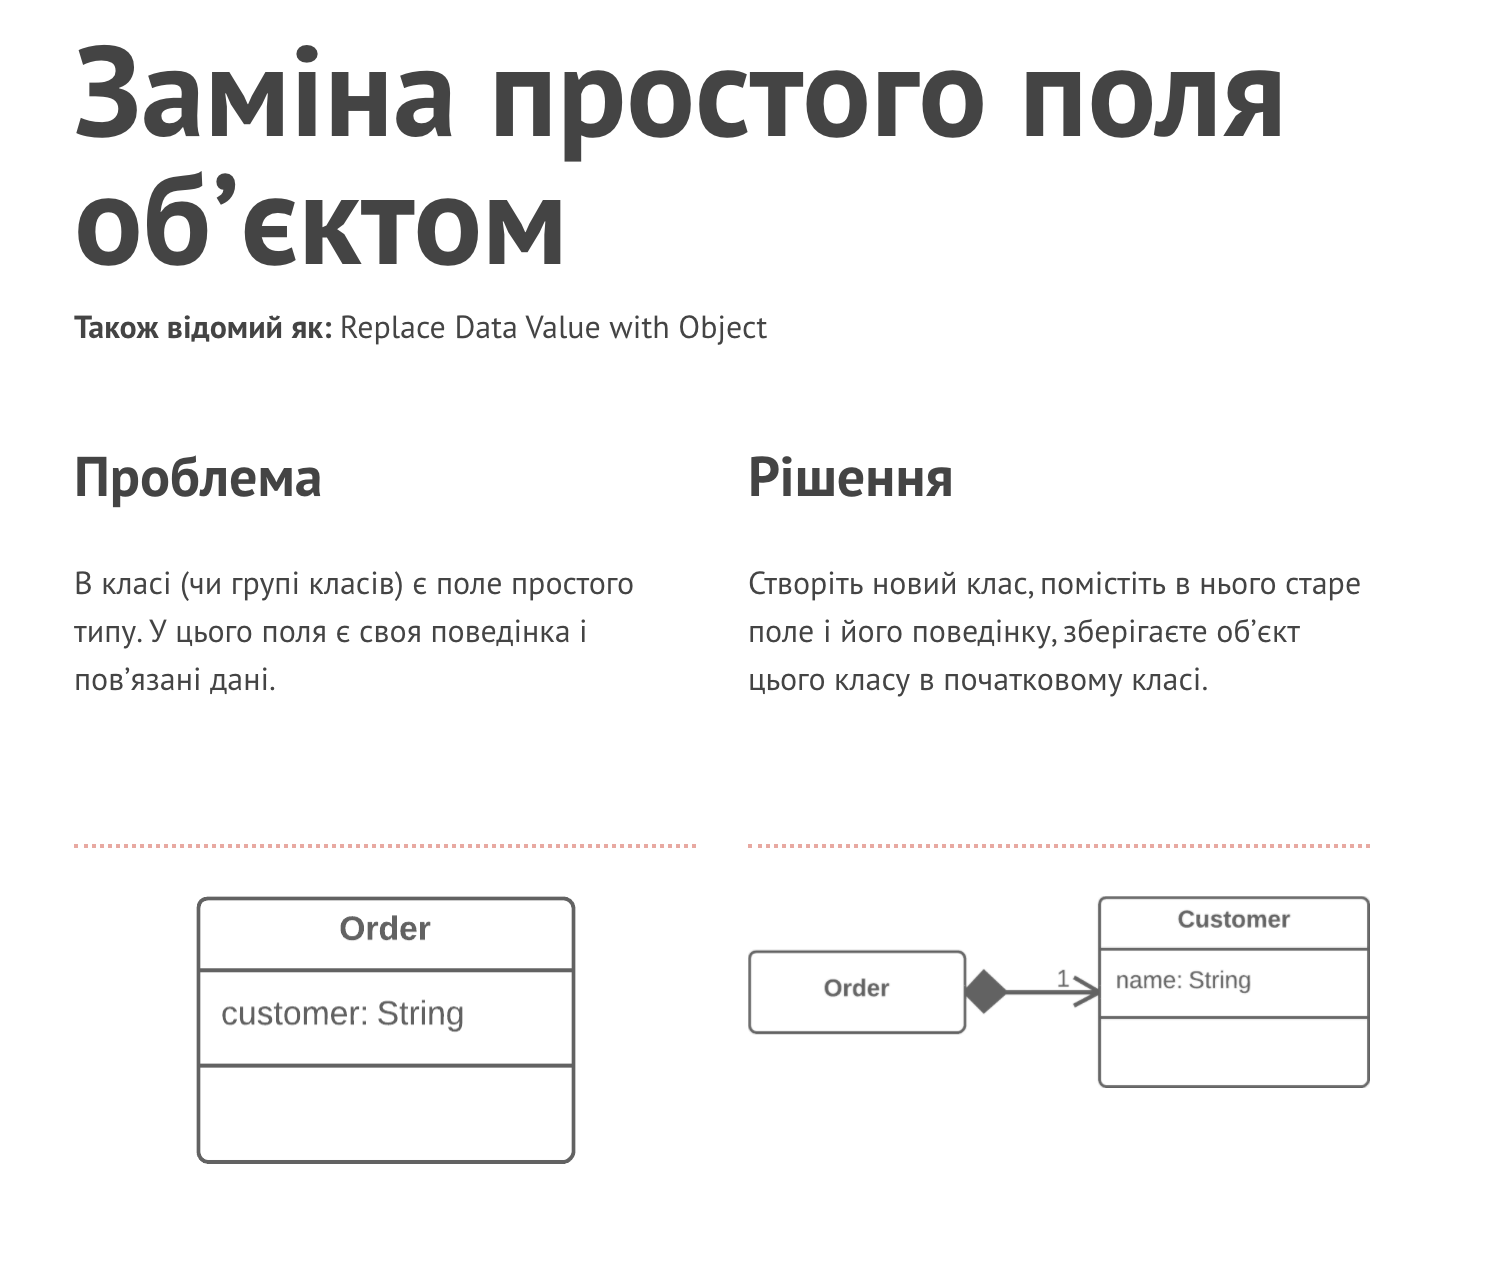 Заміна простого поля
об’єктом
Також відомий як: Replace Data Value with Object
Проблема
В класі (чи групі класів) є поле простого
типу. У цього поля є своя поведінка і
пов’язані дані.
Рішення
Створіть новий клас, помістіть в нього старе
поле і його поведінку, зберігаєте об’єкт
цього класу в початковому класі.
Order
customer: String
Order
1
Customer
name: String